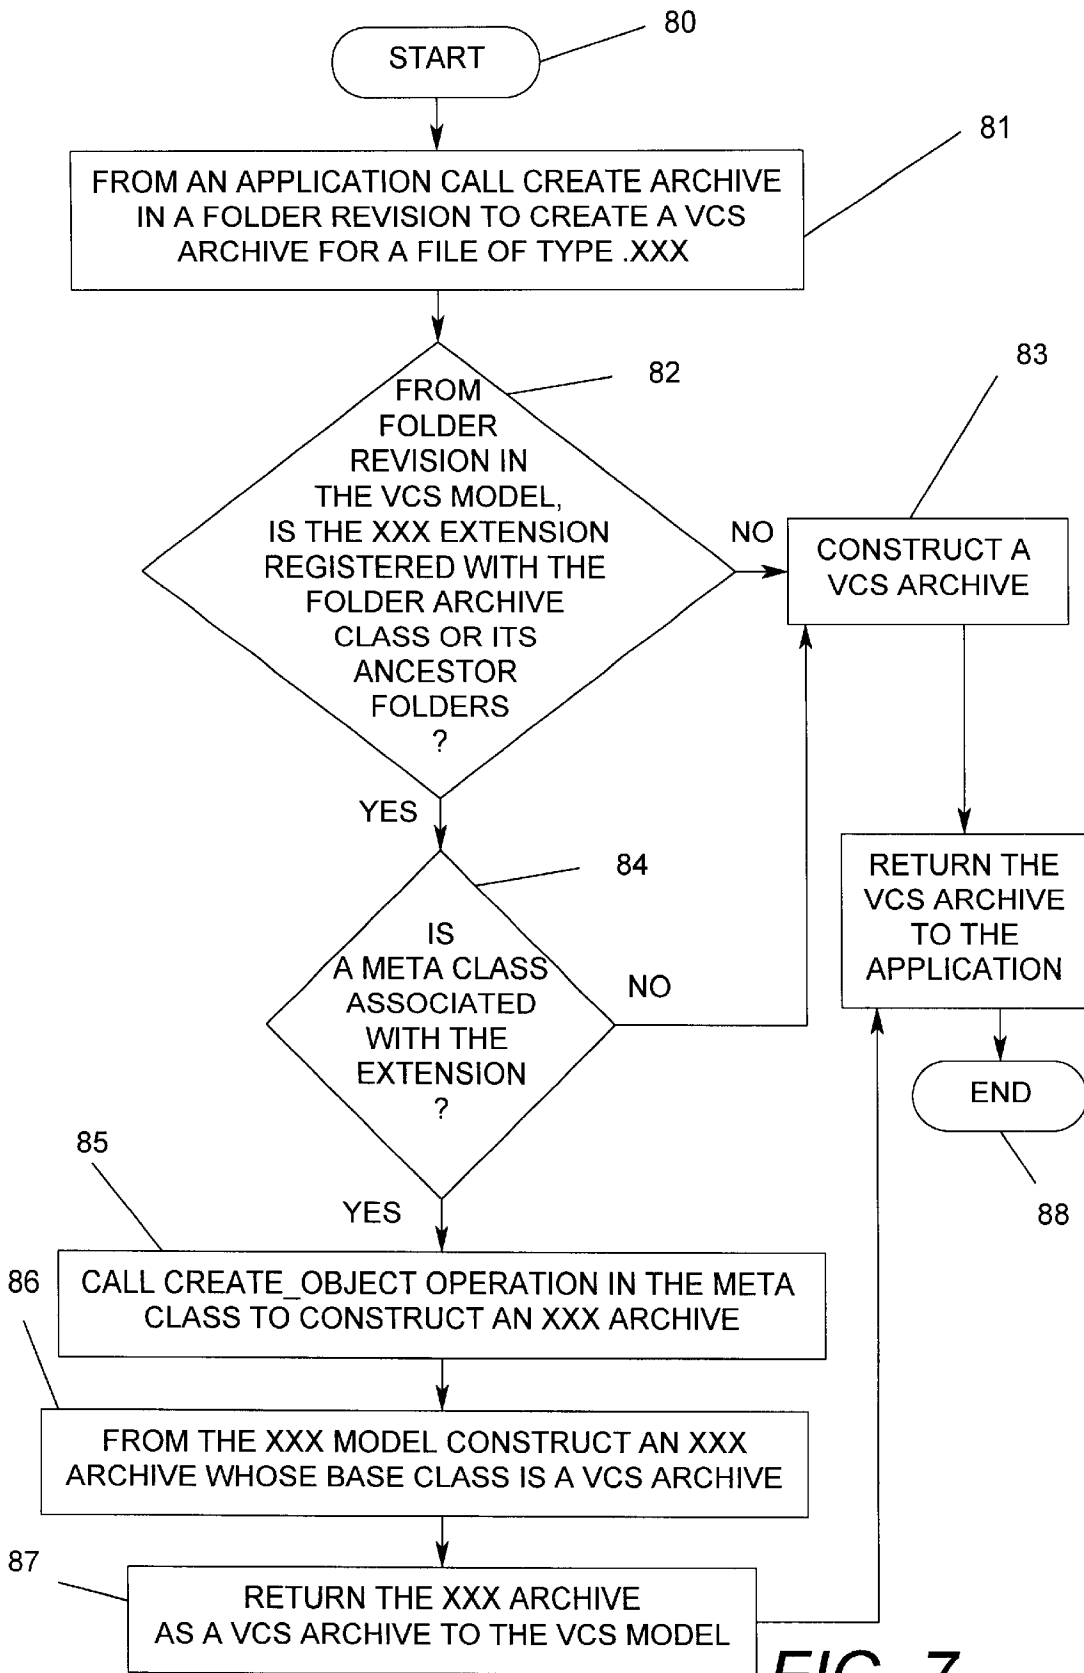 START
80
FROM AN APPLICATION CALL CREATE ARCHIVE
IN A FOLDER REVISION TO CREATE A VCS
ARCHIVE FOR A FILE OF TYPE .XXX
81
FROM
FOLDER
REVISION IN
THE VCS MODEL,
IS THE XXX EXTENSION
REGISTERED WITH THE
FOLDER ARCHIVE
CLASS OR ITS
ANCESTOR
FOLDERS
?
82
NO
83
CONSTRUCT A
VCS ARCHIVE
YES
IS
A META CLASS
ASSOCIATED
WITH THE
EXTENSION
?
84
NO
RETURN THE
VCS ARCHIVE
TO THE
APPLICATION
END
88
YES
85
CALL CREATE_OBJECT OPERATION IN THE META
CLASS TO CONSTRUCT AN XXX ARCHIVE
86
FROM THE XXX MODEL CONSTRUCT AN XXX
ARCHIVE WHOSE BASE CLASS IS A VCS ARCHIVE
87
RETURN THE XXX ARCHIVE
AS A VCS ARCHIVE TO THE VCS MODEL
FIG. 7